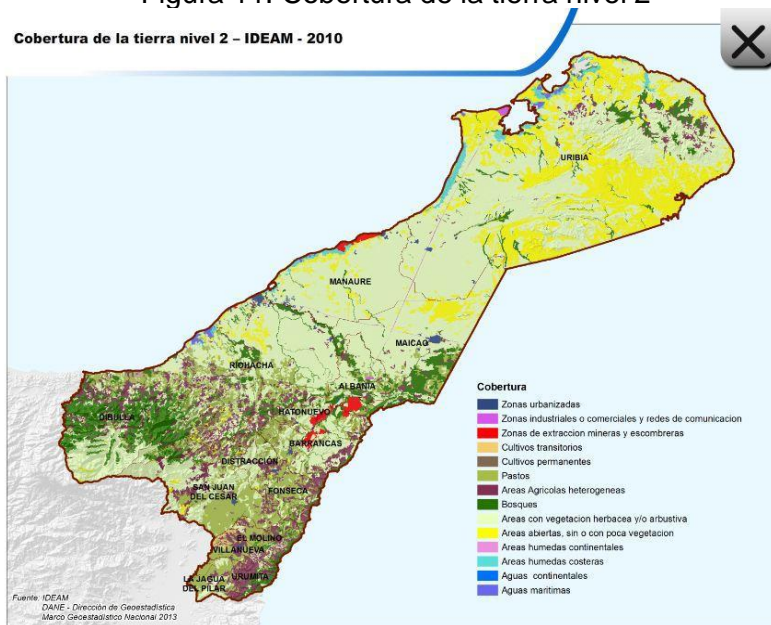 Figura 11. Cobertura de la tierra nivel 2
Cobertura de la tierra nivel 2 – IDEAM - 2010
URIBIA
MANAURE
MAICAO
RIOHACHA
ALBANIA
DIBULLA
HATONUEVO
BARRANCAS
DISTRACCIÓN
SAN JUAN
DEL CESAR
FONSECA
EL MOLINO
VILLANUEVA
LA JAGUA
DEL PILAR
URUMITA
Cobertura
Zonas urbanizadas
Zonas industriales o comerciales y redes de comunicacion
Zonas de extraccion mineras y escombreras
Cultivos transitorios
Cultivos permanentes
Pastos
Areas Agricolas heterogeneas
Bosques
Areas con vegetacion herbacea y/o arbustiva
Areas abiertas, sin o con poca vegetacion
Areas humedas continentales
Areas humedas costeras
Aguas continentales
Aguas maritimas
Fuente: IDEAM
DANE - Dirección de Geoestadística
Marco Geoestadístico Nacional 2013